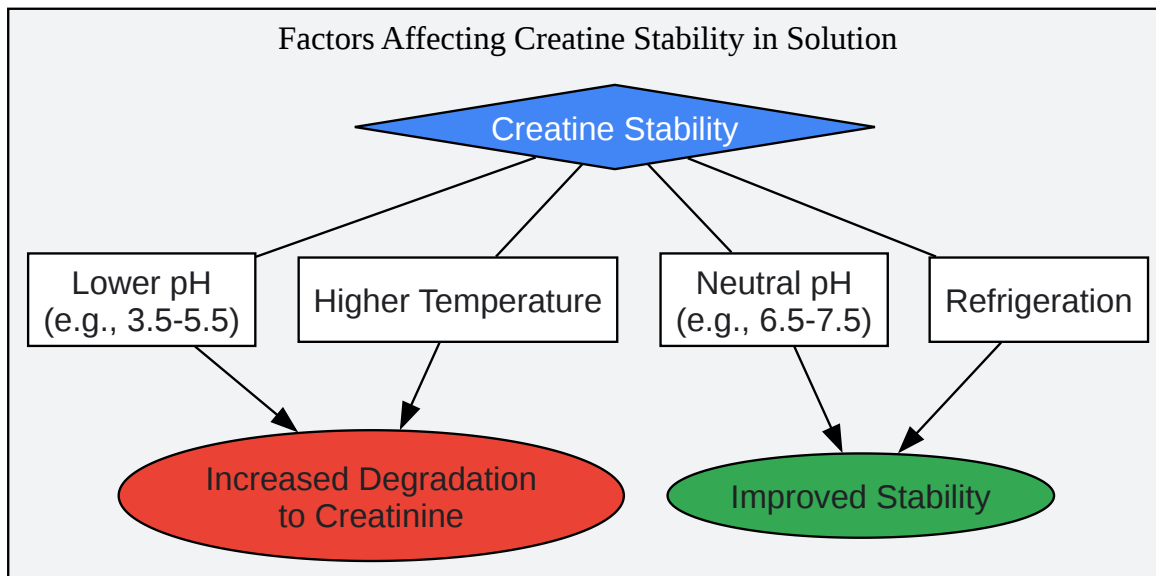 Factors Affecting Creatine Stability in Solution
Creatine Stability
Lower pH
(e.g., 3.5-5.5)
Higher Temperature
Neutral pH
(e.g., 6.5-7.5)
Refrigeration
Increased Degradation
to Creatinine
Improved Stability